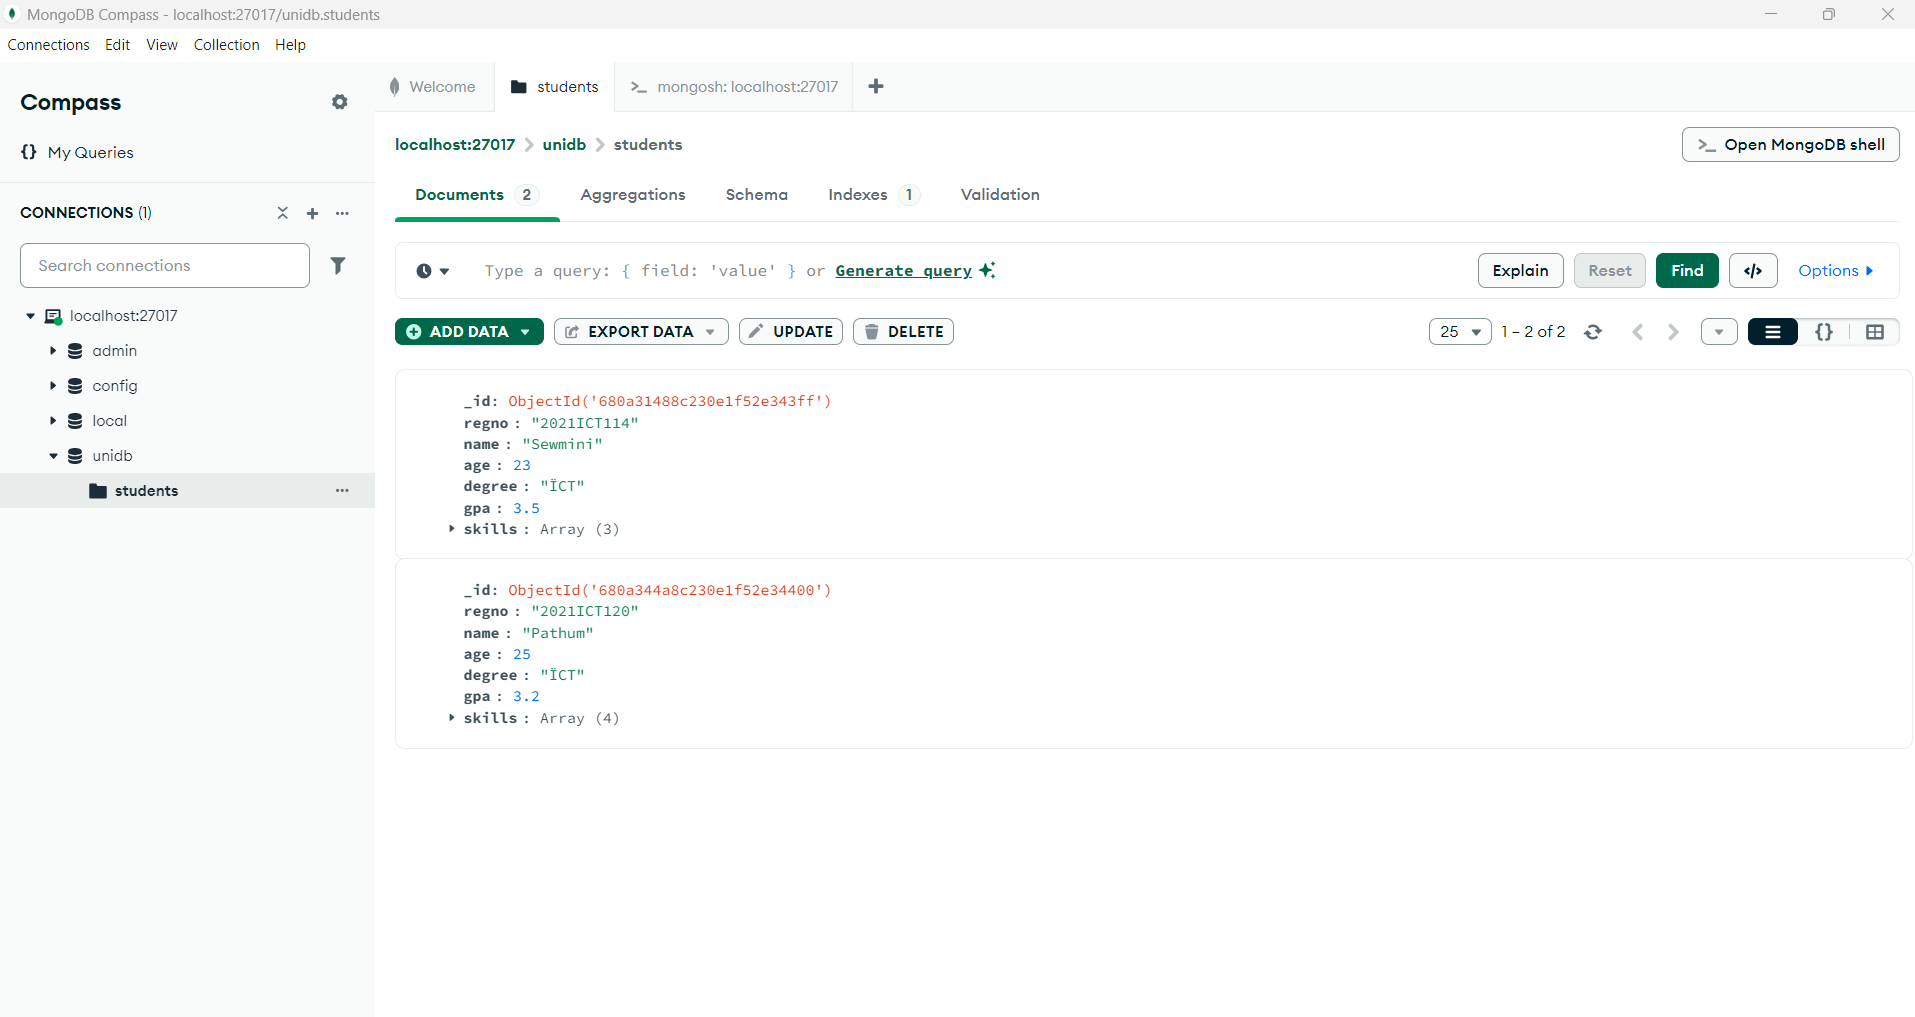 MongoDB Compass - localhost:27017/unidb.students
Connections Edit View Collection Help
Compass
{} My Queries
CONNECTIONS (1)
Search connections
localhost:27017
admin
config
local
unidb
students
Welcome
students
>_ mongosh: localhost:27017
localhost:27017 > unidb > students
>_ Open MongoDB shell
Documents 2 Aggregations Schema Indexes 1 Validation
Type a query: { field: 'value' } or Generate query
Explain Reset Find </> Options
ADD DATA EXPORT DATA UPDATE DELETE
25 1 – 2 of 2 {}
_id: ObjectId('680a31488c230e1f52e343ff')
regno : "2021ICT114"
name : "Sewmini"
age : 23
degree : "ÏCT"
gpa : 3.5
skills : Array (3)
_id: ObjectId('680a344a8c230e1f52e34400')
regno : "2021ICT120"
name : "Pathum"
age : 25
degree : "ÏCT"
gpa : 3.2
skills : Array (4)